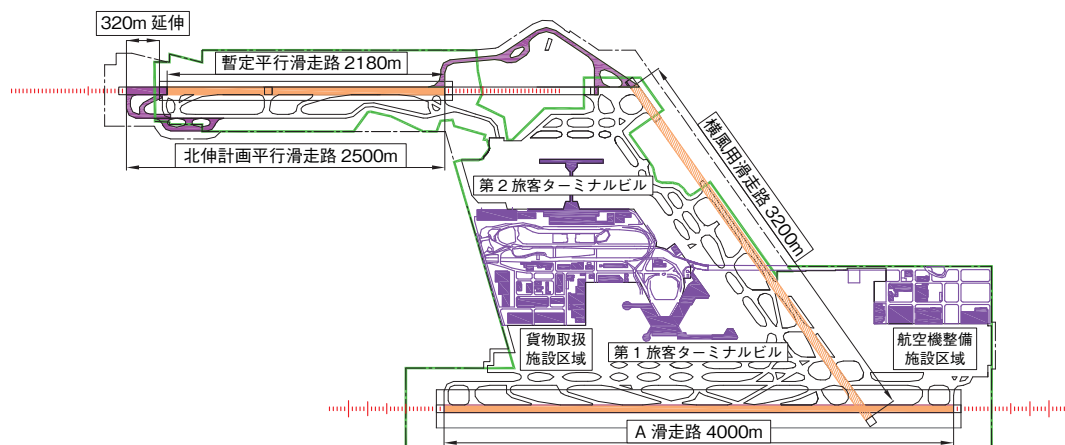 320m 延伸
暫定平行滑走路 2180m
北伸計画平行滑走路 2500m
横風用滑走路 3200m
第2旅客ターミナルビル
貨物取扱
施設区域
第1旅客ターミナルビル
航空機整備
施設区域
A 滑走路 4000m